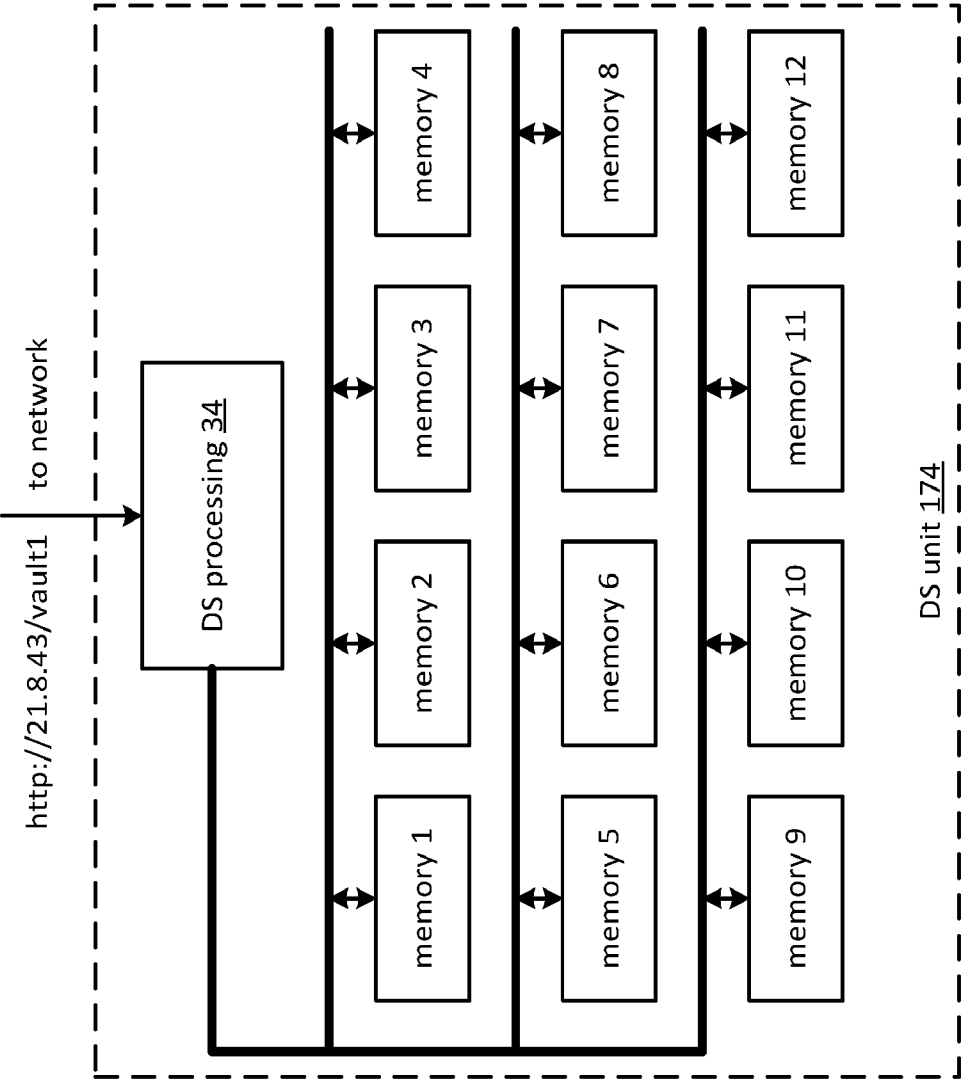 http://21.8.43/vault1
to network
DS processing 34
memory 1
memory 2
memory 3
memory 4
memory 5
memory 6
memory 7
memory 8
memory 9
memory 10
memory 11
memory 12
DS unit 174